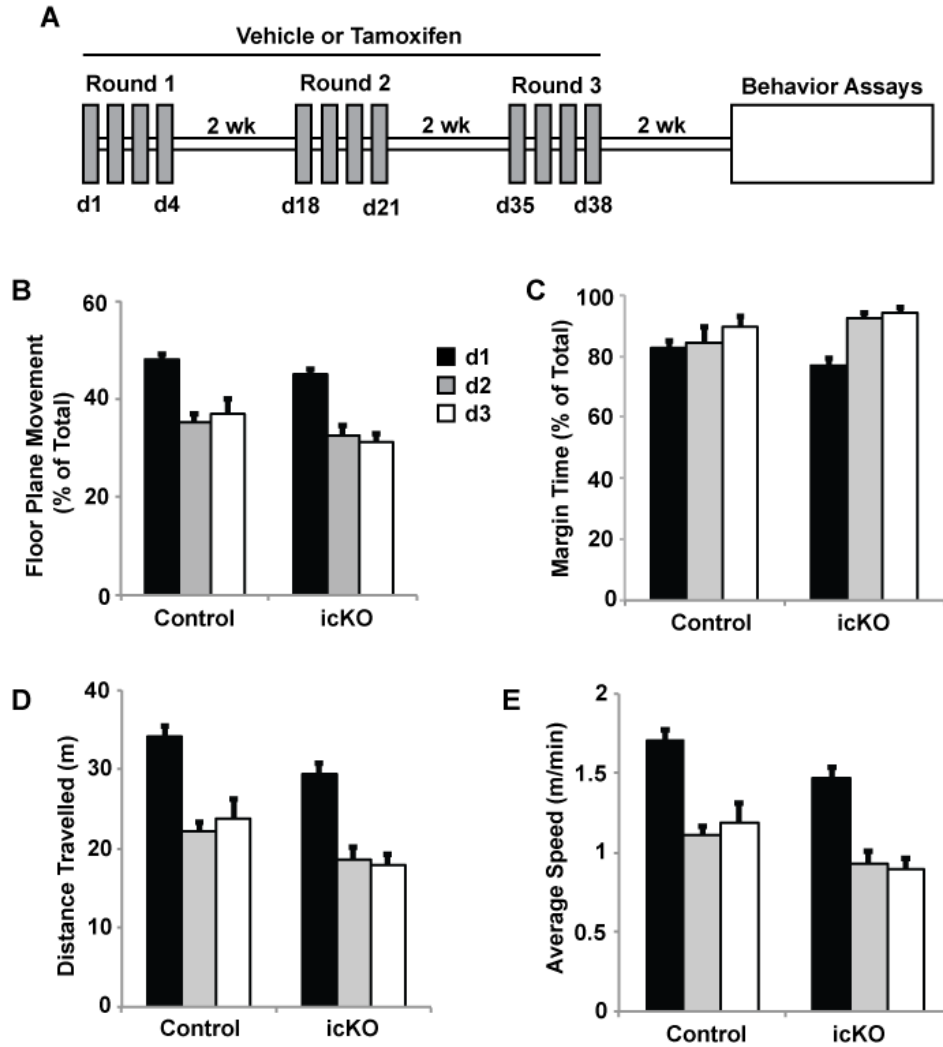 A
Vehicle or Tamoxifen
Round 1
Round 2
Round 3
Behavior Assays
2 wk
2 wk
2 wk
d1
d4
d18
d21
d35
d38
B
Floor Plane Movement
(% of Total)
60
40
20
0
Control
icKO
d1
d2
d3
C
Margin Time (% of Total)
100
80
60
40
20
0
Control
icKO
D
Distance Travelled (m)
40
30
20
10
0
Control
icKO
E
Average Speed (m/min)
2
1.5
1
0.5
0
Control
icKO